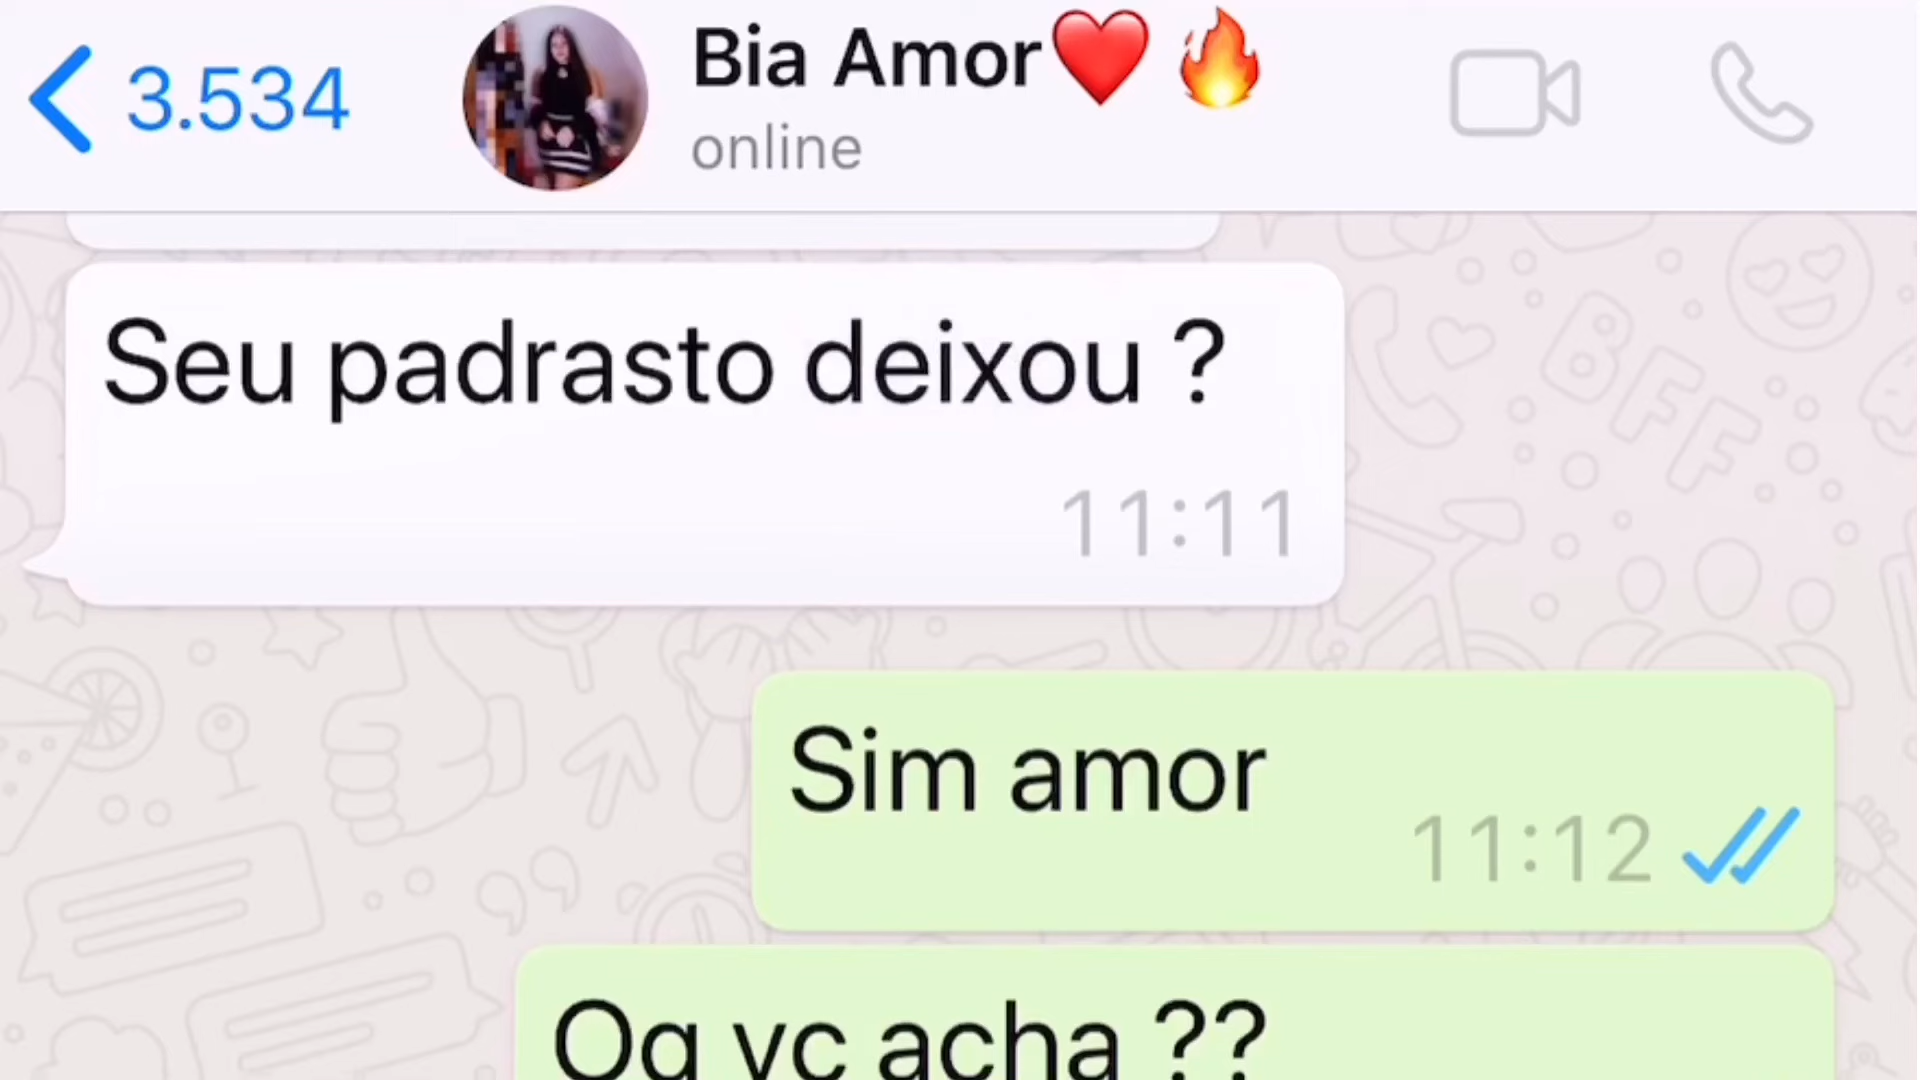 3.534
Bia Amor❤️🔥
online
Seu padrasto deixou ?
11:11
Sim amor
11:12
Oq vc acha ??